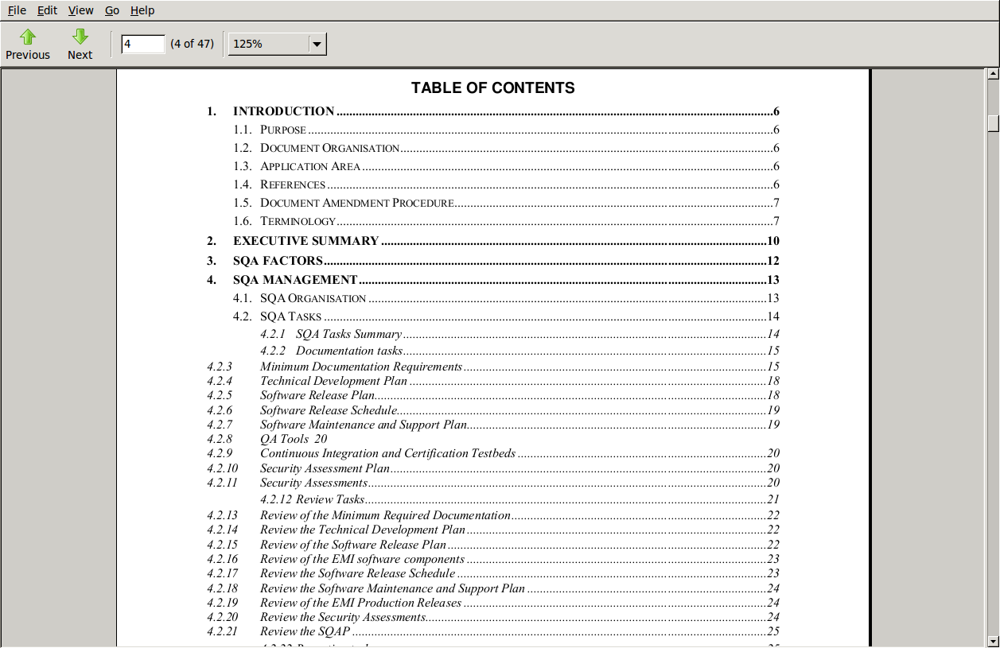 File Edit View Go Help
4 (4 of 47) 125%
Previous Next
TABLE OF CONTENTS
1. INTRODUCTION ........ 6
1.1. PURPOSE ........ 6
1.2. DOCUMENT ORGANISATION ........ 6
1.3. APPLICATION AREA ........ 6
1.4. REFERENCES ........ 6
1.5. DOCUMENT AMENDMENT PROCEDURE ........ 7
1.6. TERMINOLOGY ........ 7
2. EXECUTIVE SUMMARY ........ 10
3. SQA FACTORS ........ 12
4. SQA MANAGEMENT ........ 13
4.1. SQA ORGANISATION ........ 13
4.2. SQA TASKS ........ 14
4.2.1 SQA Tasks Summary ........ 14
4.2.2 Documentation tasks ........ 15
4.2.3 Minimum Documentation Requirements ........ 15
4.2.4 Technical Development Plan ........ 18
4.2.5 Software Release Plan ........ 18
4.2.6 Software Release Schedule ........ 19
4.2.7 Software Maintenance and Support Plan ........ 19
4.2.8 QA Tools 20
4.2.9 Continuous Integration and Certification Testbeds ........ 20
4.2.10 Security Assessment Plan ........ 20
4.2.11 Security Assessments ........ 20
4.2.12 Review Tasks ........ 21
4.2.13 Review of the Minimum Required Documentation ........ 22
4.2.14 Review the Technical Development Plan ........ 22
4.2.15 Review of the Software Release Plan ........ 22
4.2.16 Review of the EMI software components ........ 23
4.2.17 Review the Software Release Schedule ........ 23
4.2.18 Review the Software Maintenance and Support Plan ........ 24
4.2.19 Review of the EMI Production Releases ........ 24
4.2.20 Review the Security Assessments ........ 24
4.2.21 Review the SQAP ........ 25